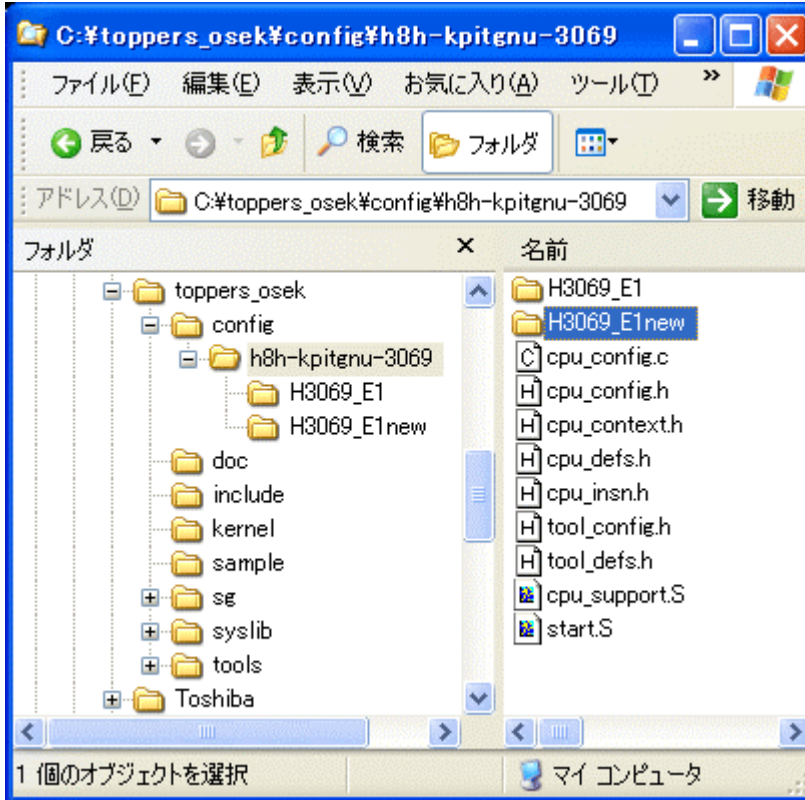 C:¥toppers_osek¥config¥h8h-kpitgnu-3069
ファイル(F) 編集(E) 表示(V) お気に入り(A) ツール(T) »
戻る 検索 フォルダ
アドレス(D) C:¥toppers_osek¥config¥h8h-kpitgnu-3069 移動
フォルダ × 名前
toppers_osek
config
h8h-kpitgnu-3069
H3069_E1
H3069_E1new
doc
include
kernel
sample
sg
syslib
tools
Toshiba
H3069_E1
H3069_E1new
cpu_config.c
cpu_config.h
cpu_context.h
cpu_defs.h
cpu_insn.h
tool_config.h
tool_defs.h
cpu_support.S
start.S
1 個のオブジェクトを選択 マイ コンピュータ